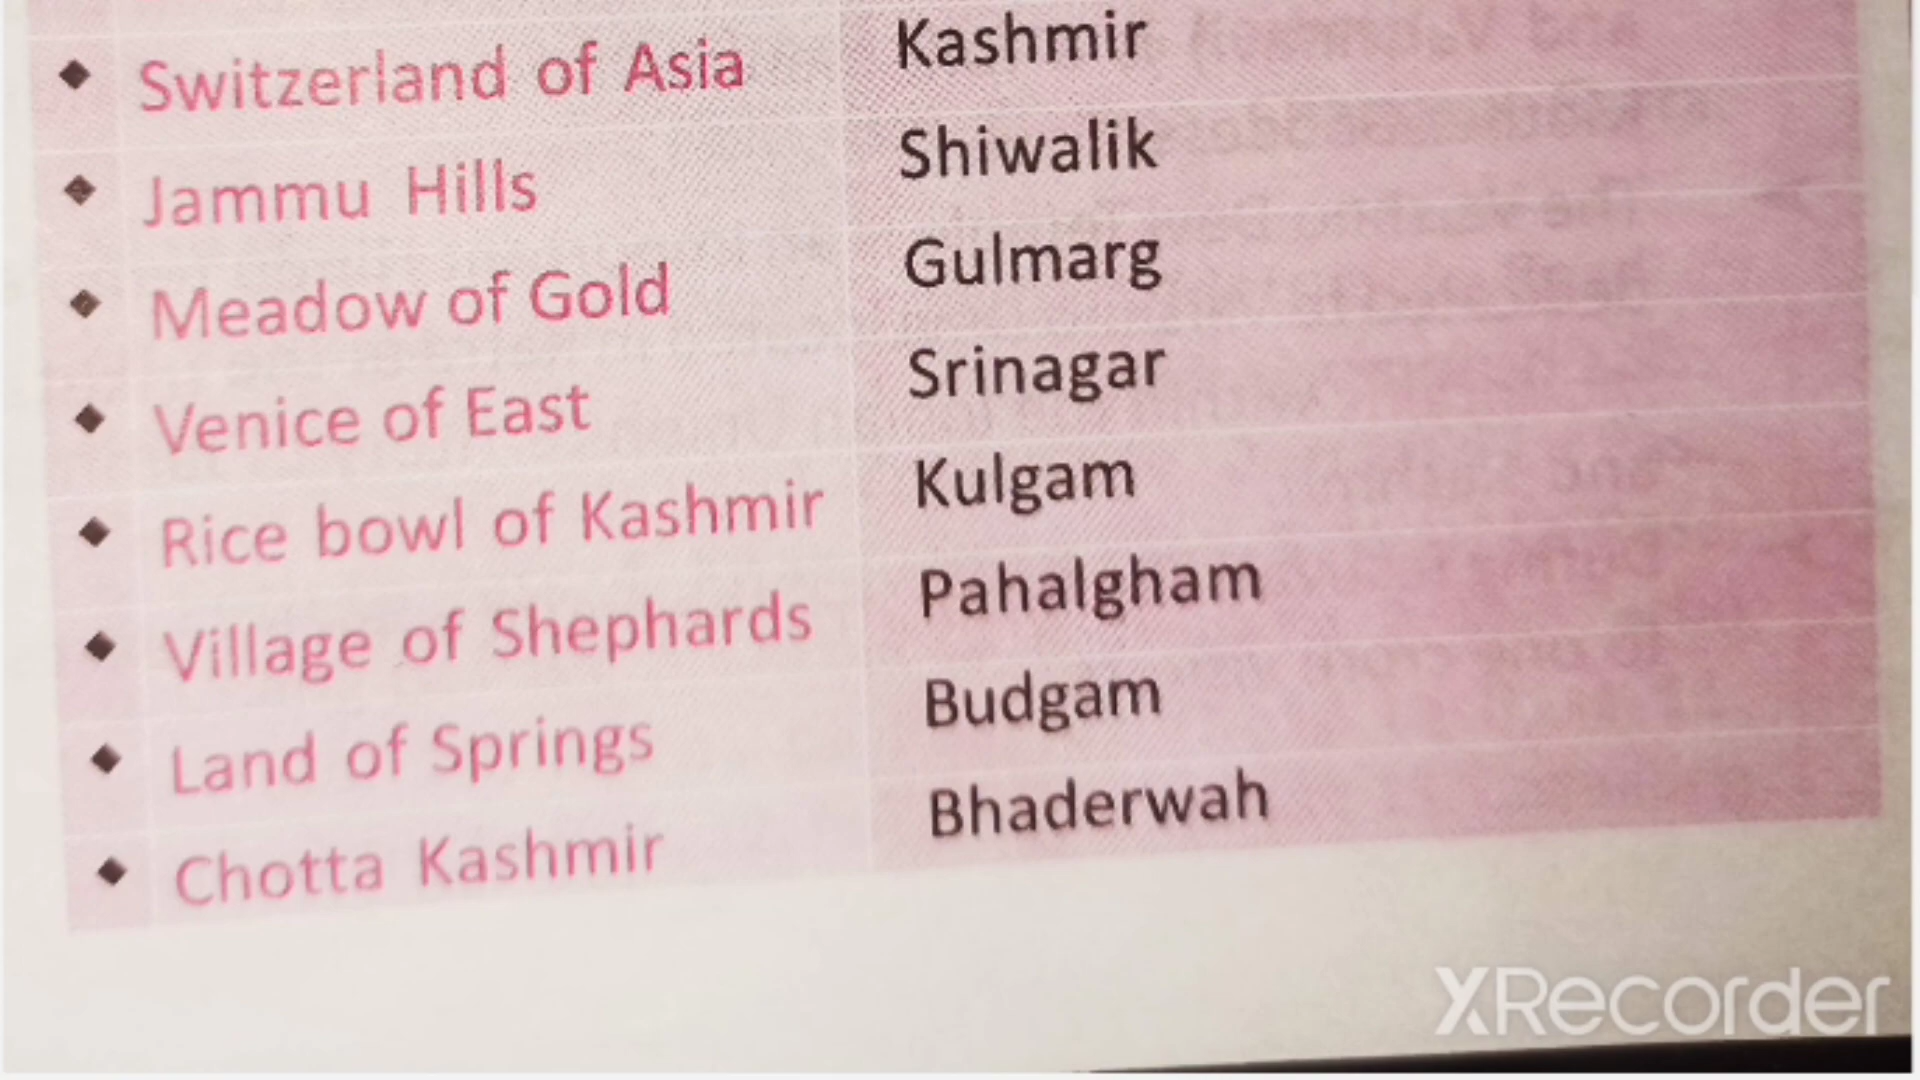 Switzerland of Asia Kashmir
Jammu Hills Shiwalik
Meadow of Gold Gulmarg
Venice of East Srinagar
Rice bowl of Kashmir Kulgam
Village of Shephards Pahalgham
Land of Springs Budgam
Chotta Kashmir Bhaderwah
XRecorder